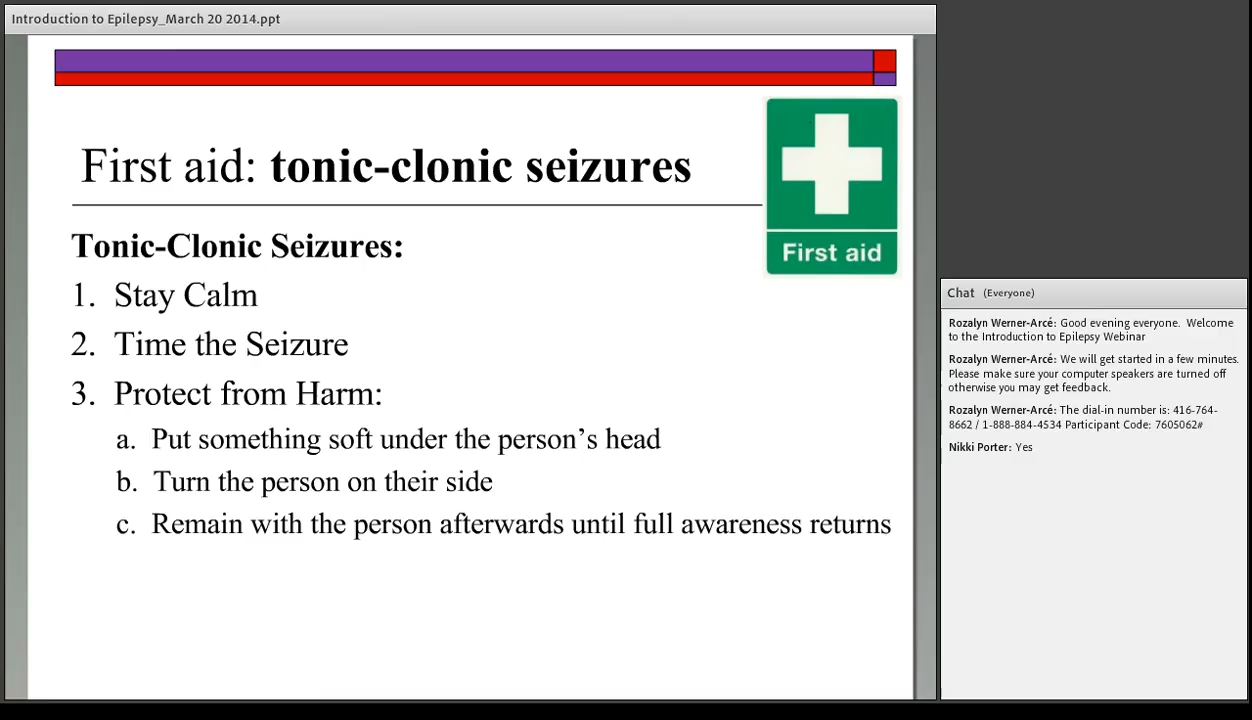 Introduction to Epilepsy_March 20 2014.ppt
First aid: tonic-clonic seizures
First aid
Tonic-Clonic Seizures:
1. Stay Calm
2. Time the Seizure
3. Protect from Harm:
a. Put something soft under the person’s head
b. Turn the person on their side
c. Remain with the person afterwards until full awareness returns
Chat (Everyone)
Rozalyn Werner-Arcé: Good evening everyone. Welcome
to the Introduction to Epilepsy Webinar
Rozalyn Werner-Arcé: We will get started in a few minutes.
Please make sure your computer speakers are turned off
otherwise you may get feedback.
Rozalyn Werner-Arcé: The dial-in number is: 416-764-
8662 / 1-888-884-4534 Participant Code: 7605062#
Nikki Porter: Yes